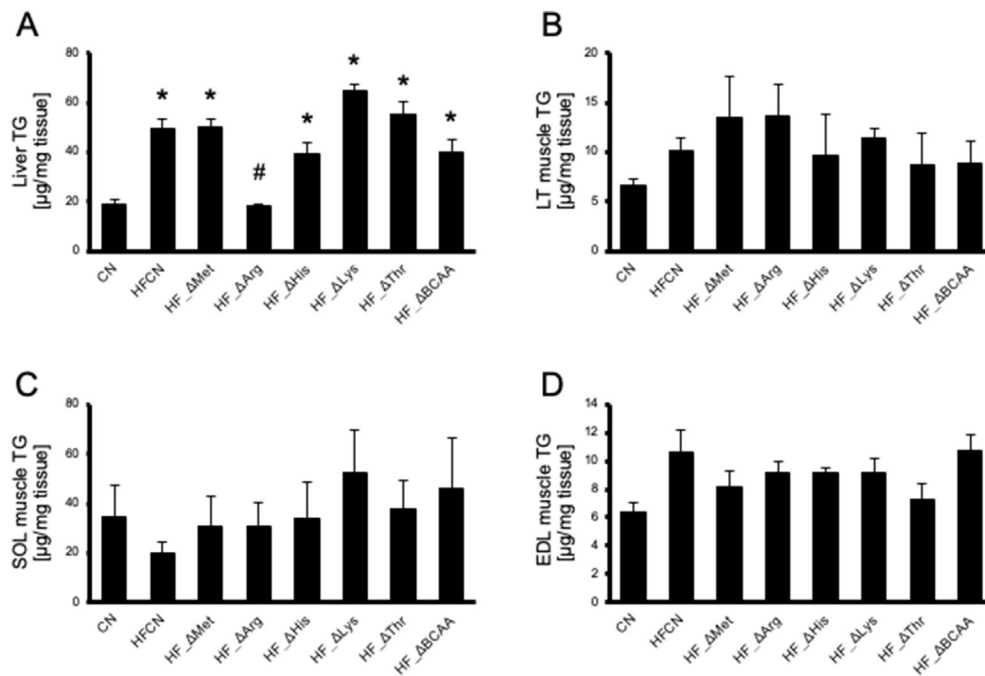 A
Liver TG
[µg/mg tissue]
80
60
40
20
0
*
*
#
*
*
*
*
CN
HFCN
HF_ΔMet
HF_ΔArg
HF_ΔHis
HF_ΔLys
HF_ΔThr
HF_ΔBCAA
B
LT muscle TG
[µg/mg tissue]
20
15
10
5
0
CN
HFCN
HF_ΔMet
HF_ΔArg
HF_ΔHis
HF_ΔLys
HF_ΔThr
HF_ΔBCAA
C
SOL muscle TG
[µg/mg tissue]
80
60
40
20
0
CN
HFCN
HF_ΔMet
HF_ΔArg
HF_ΔHis
HF_ΔLys
HF_ΔThr
HF_ΔBCAA
D
EDL muscle TG
[µg/mg tissue]
14
12
10
8
6
4
2
0
CN
HFCN
HF_ΔMet
HF_ΔArg
HF_ΔHis
HF_ΔLys
HF_ΔThr
HF_ΔBCAA